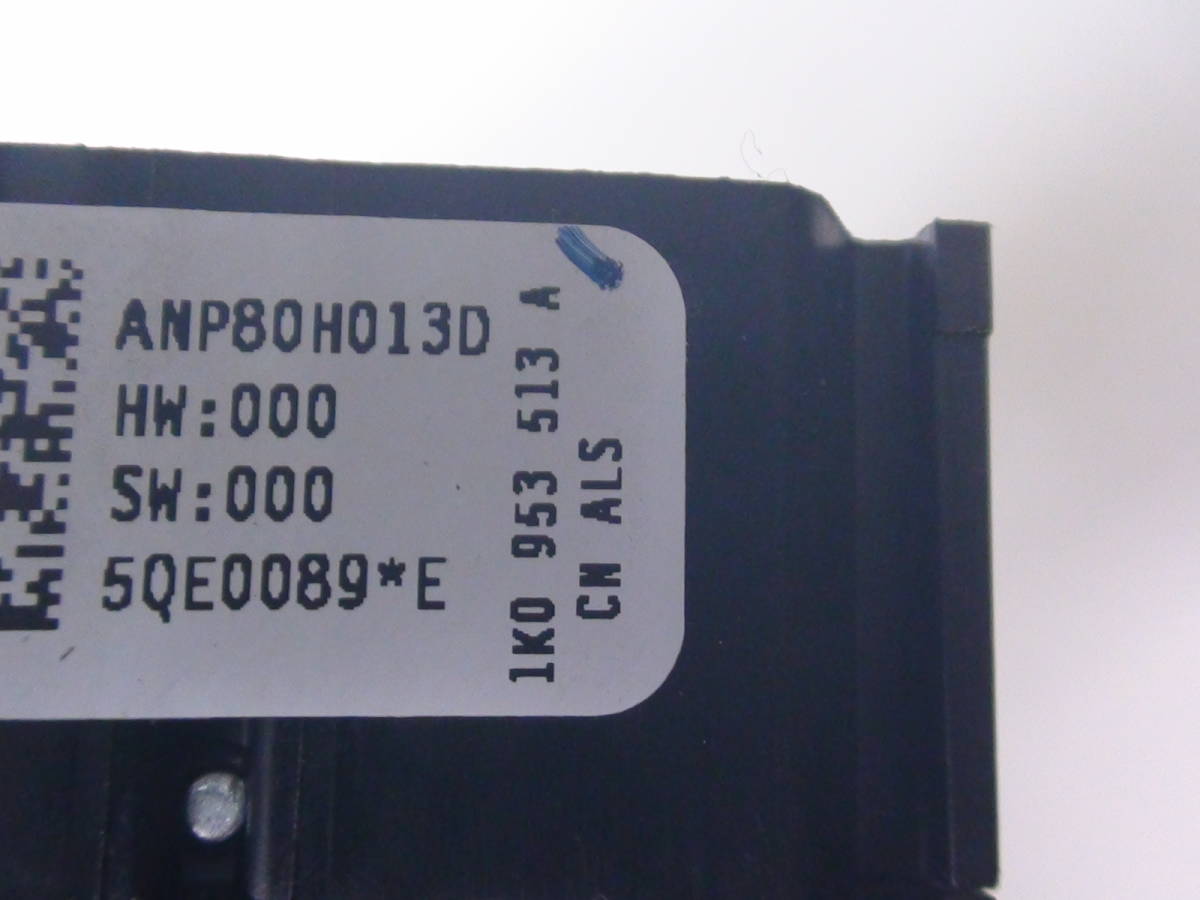 ANP80H013D
HW:000
SW:000
5QE0089*E
1K0 953 513 A
CN ALS